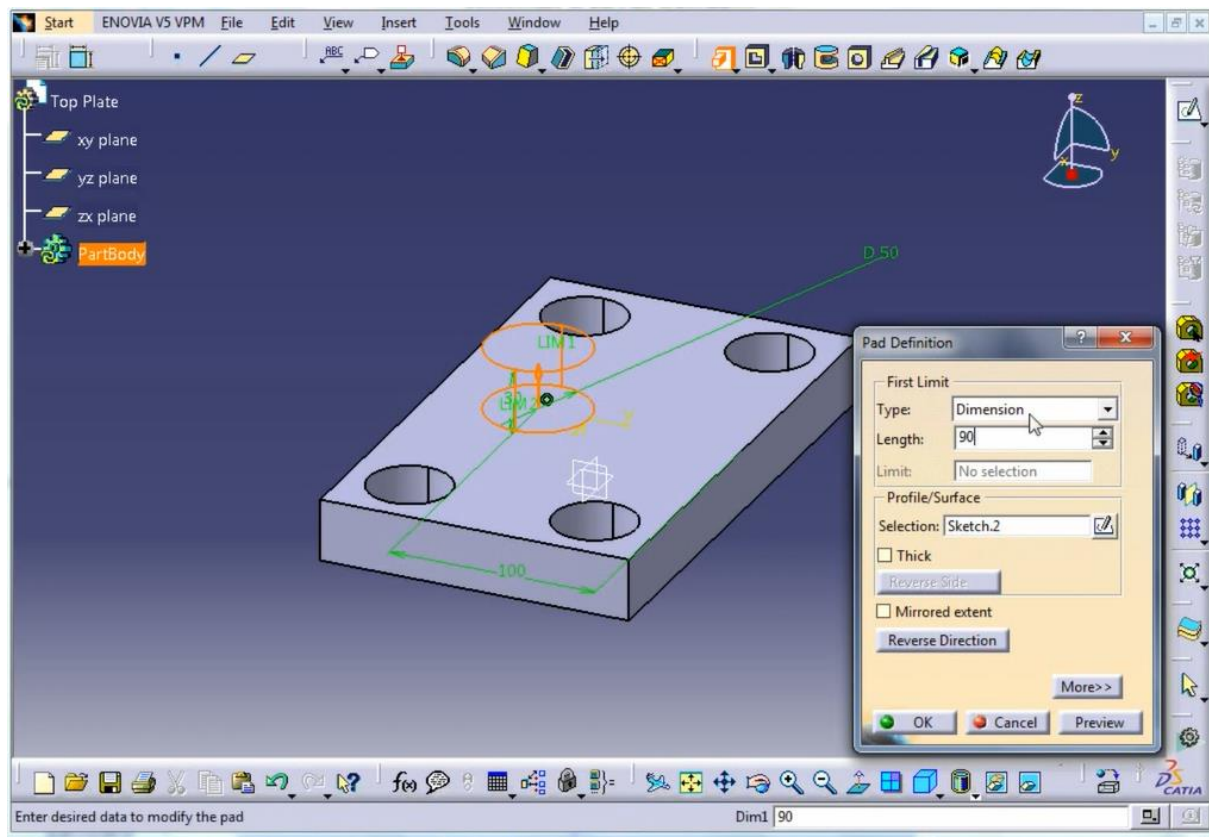 Start ENOVIA V5 VPM File Edit View Insert Tools Window Help
ABC
Top Plate
xy plane
yz plane
zx plane
PartBody
z
y
x
D 50
LIM1
30
LIM2
100
Pad Definition
First Limit
Type: Dimension
Length: 90
Limit: No selection
Profile/Surface
Selection: Sketch.2
Thick
Reverse Side
Mirrored extent
Reverse Direction
More>>
OK Cancel Preview
f(x)
CATIA
Enter desired data to modify the pad Dim1 90